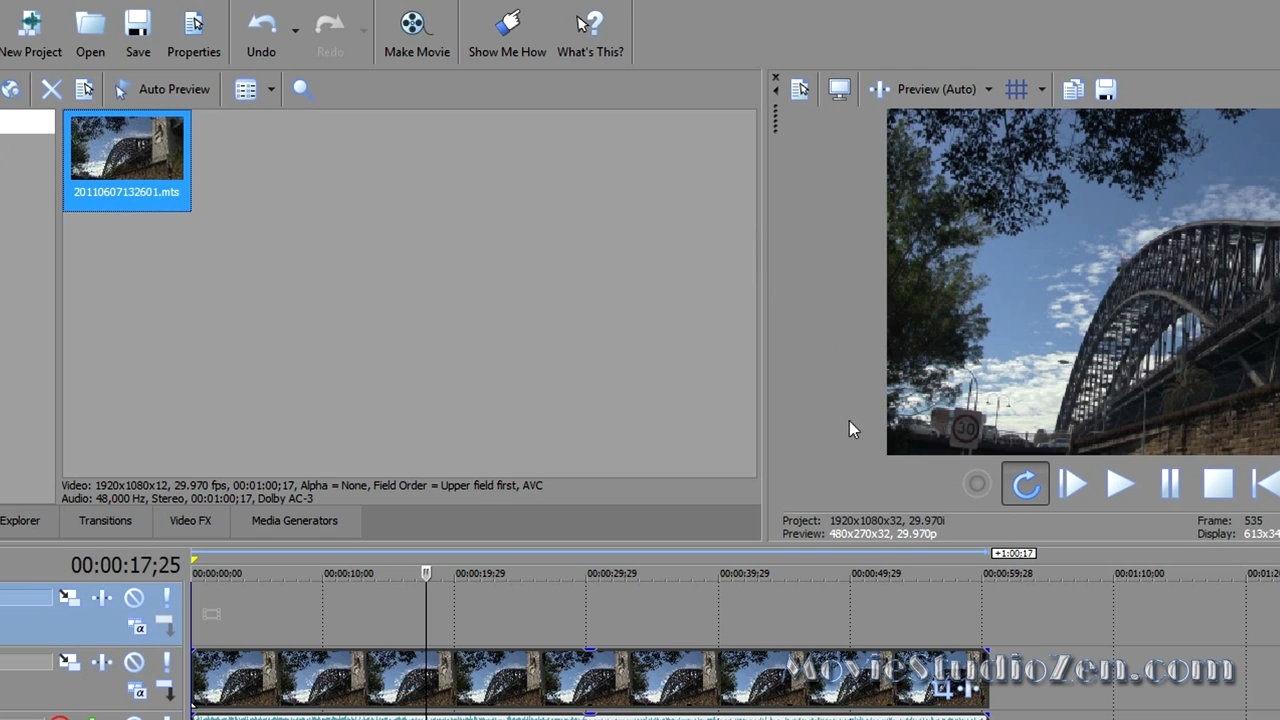 New Project Open Save Properties Undo Redo Make Movie Show Me How What's This?
Auto Preview
Preview (Auto)
20110607132601.mts
30
Video: 1920x1080x12, 29.970 fps, 00:01:00;17, Alpha = None, Field Order = Upper field first, AVC
Audio: 48,000 Hz, Stereo, 00:01:00;17, Dolby AC-3
Explorer Transitions Video FX Media Generators
Project: 1920x1080x32, 29.970i
Preview: 480x270x32, 29.970p
Frame: 535
Display: 613x34
+1:00;17
00:00:17;25
00:00:00;00 00:00:10;00 00:00:19;29 00:00:29;29 00:00:39;29 00:00:49;29 00:00:59;28 00:01:10;00 00:01:2
MovieStudioZen.com